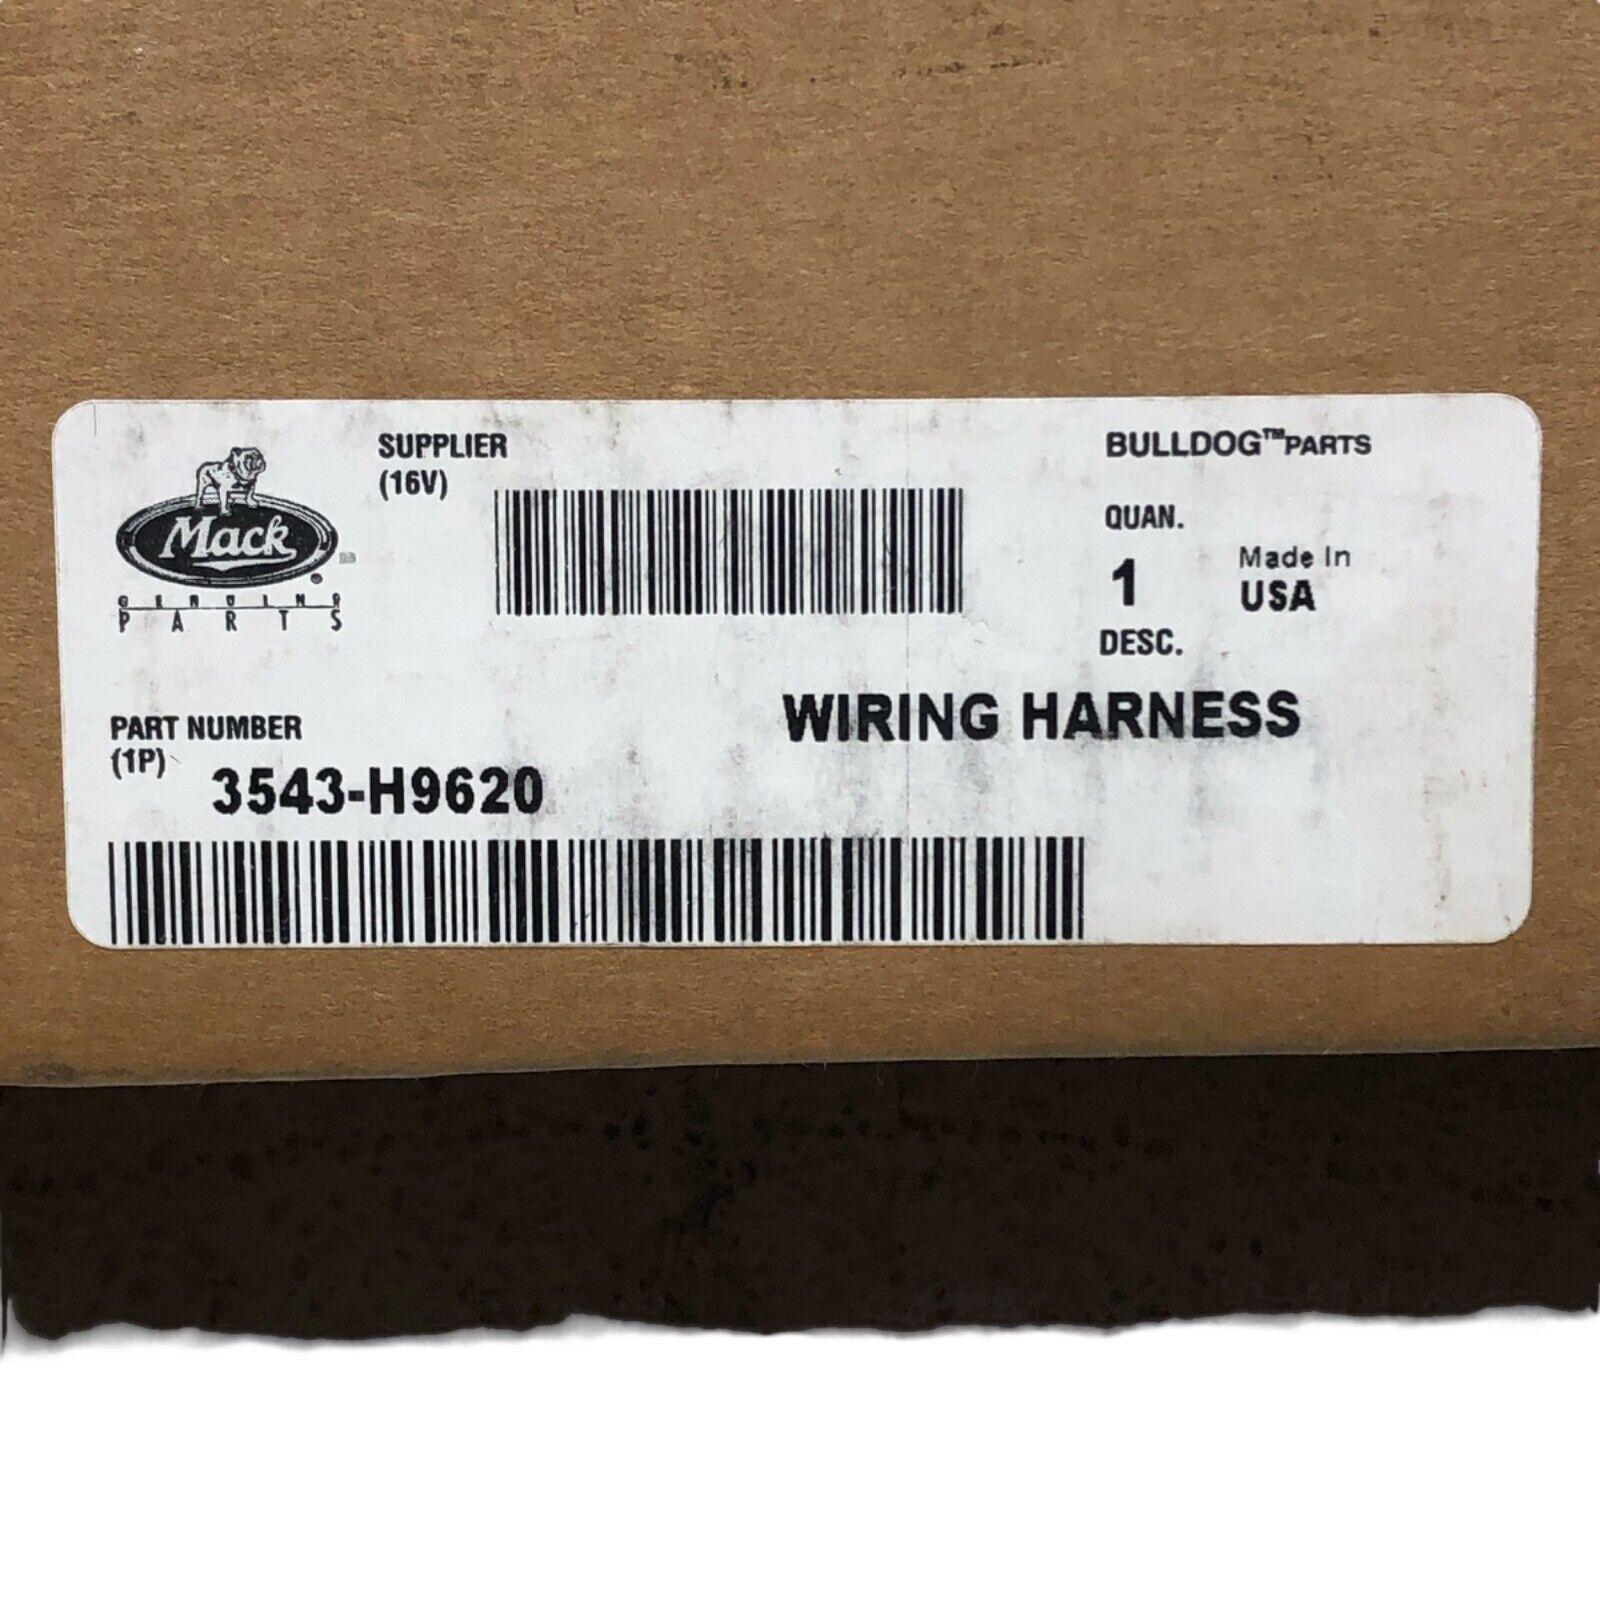 SUPPLIER
(16V)
BULLDOG™PARTS
Mack
®
GENUINE
PARTS
QUAN.
1
Made In
USA
DESC.
WIRING HARNESS
PART NUMBER
(1P)
3543-H9620